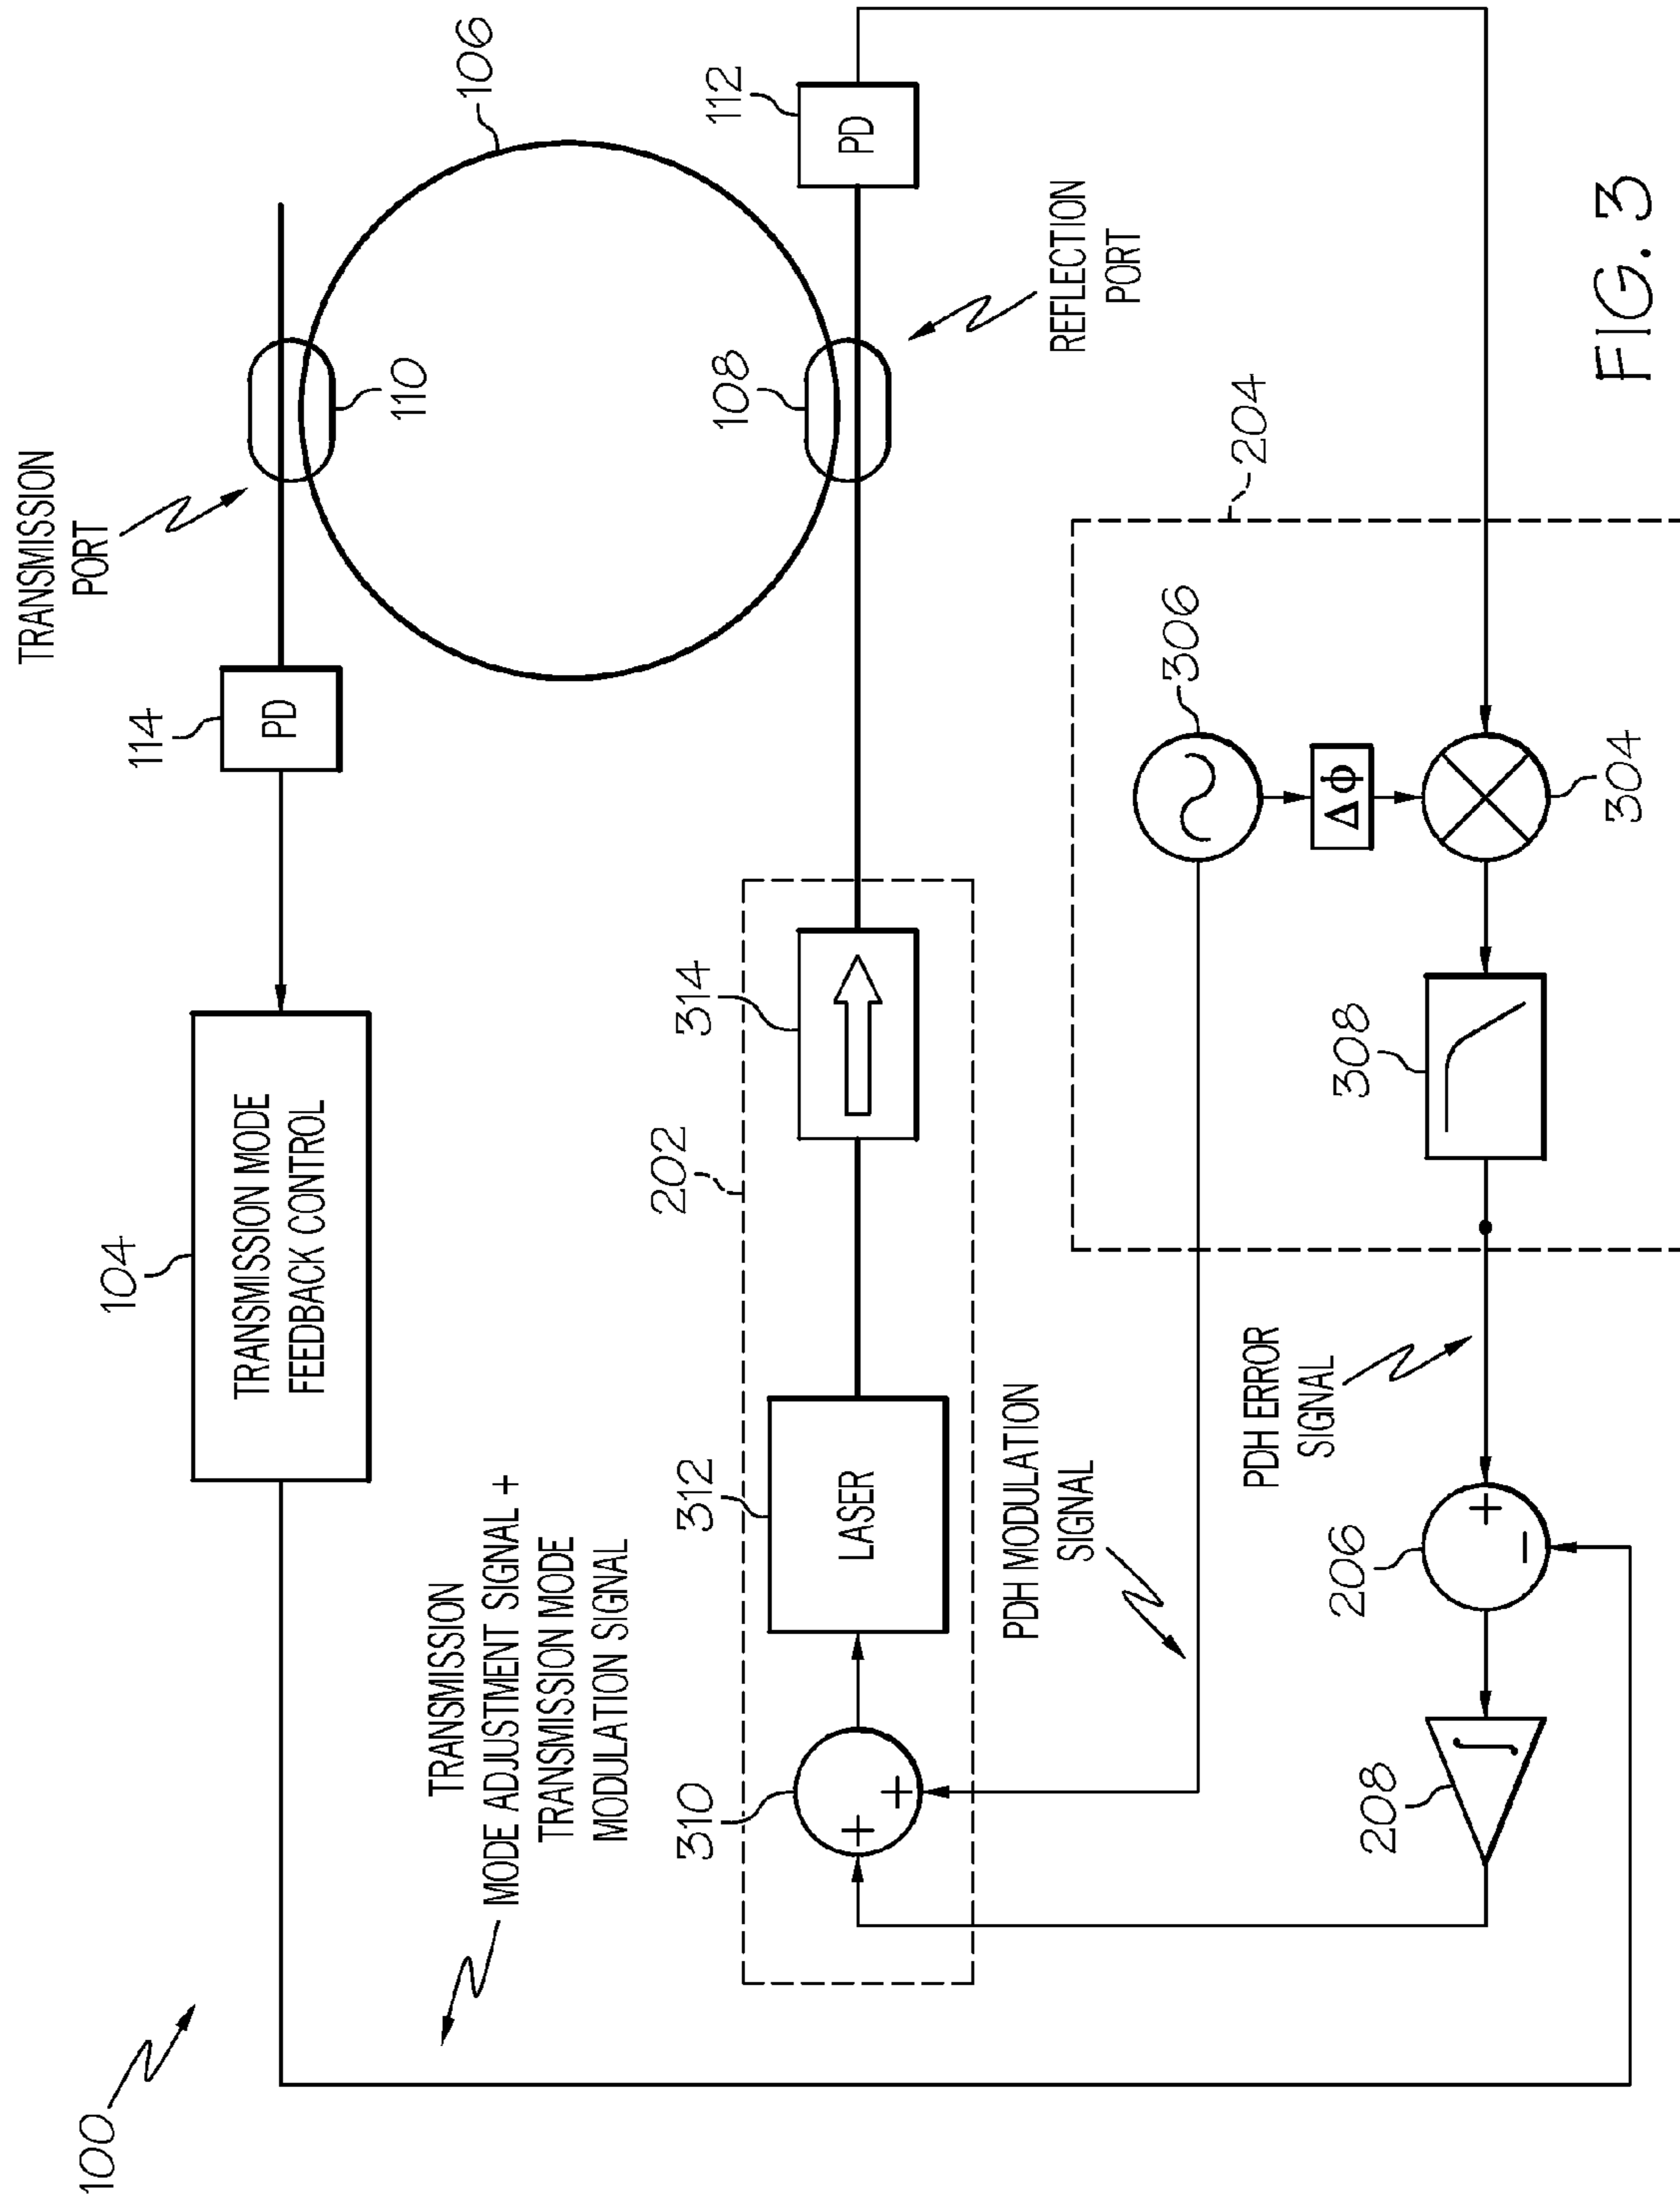 100
TRANSMISSION
PORT
114
PD
110
106
104
TRANSMISSION MODE
FEEDBACK CONTROL
TRANSMISSION
MODE ADJUSTMENT SIGNAL +
TRANSMISSION MODE
MODULATION SIGNAL
202
310
+
+
312
LASER
314
108
112
PD
REFLECTION
PORT
PDH MODULATION
SIGNAL
204
306
Δϕ
304
308
PDH ERROR
SIGNAL
206
+
−
208
∫
FIG. 3